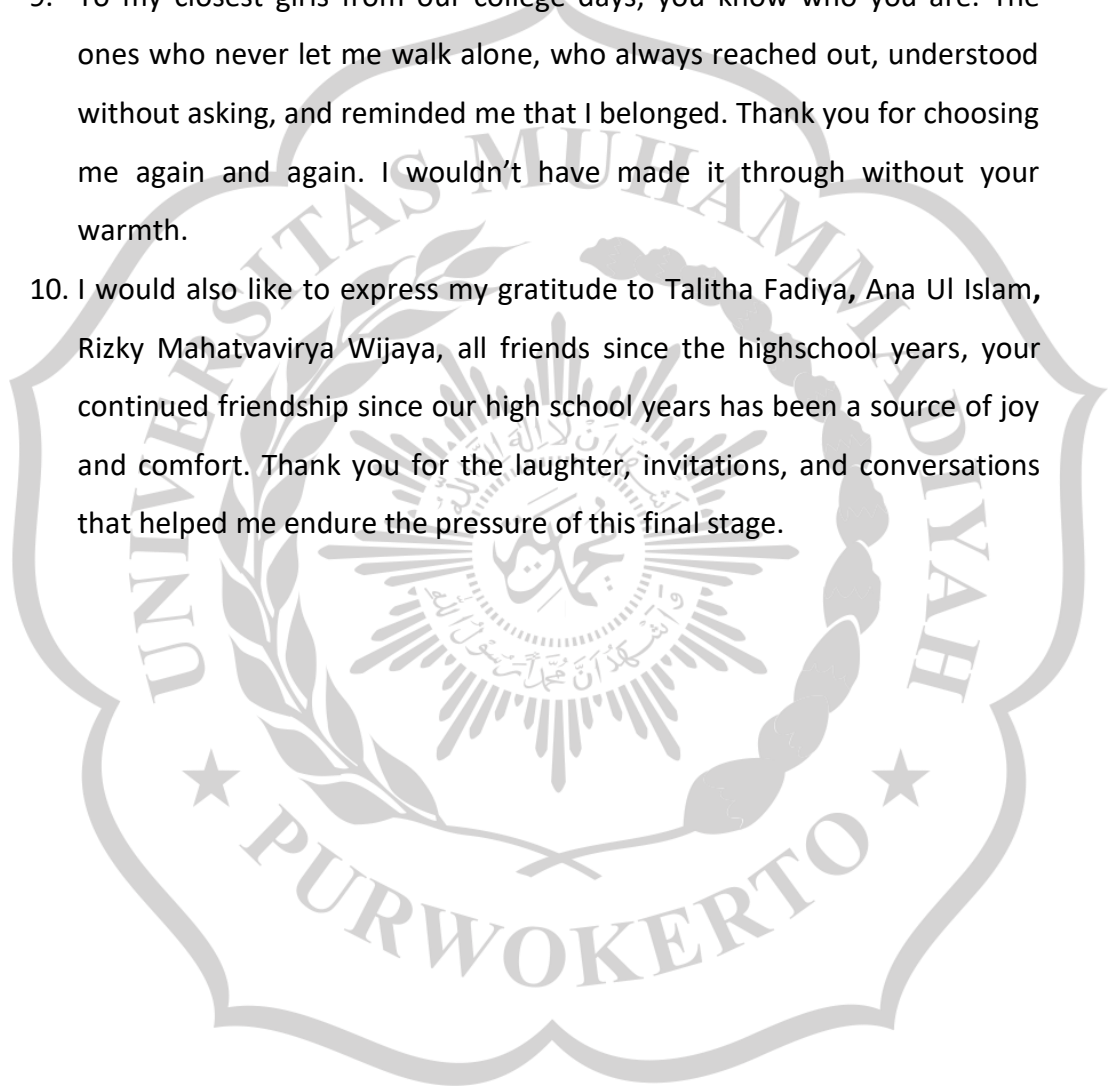 9. To my closest girls from our college days, you know who you are. The
ones who never let me walk alone, who always reached out, understood
without asking, and reminded me that I belonged. Thank you for choosing
me again and again. I wouldn’t have made it through without your
warmth.
10. I would also like to express my gratitude to Talitha Fadiya, Ana Ul Islam,
Rizky Mahatvavirya Wijaya, all friends since the highschool years, your
continued friendship since our high school years has been a source of joy
and comfort. Thank you for the laughter, invitations, and conversations
that helped me endure the pressure of this final stage.
UNIVERSITAS MUHAMMADIYAH
PURWOKERTO